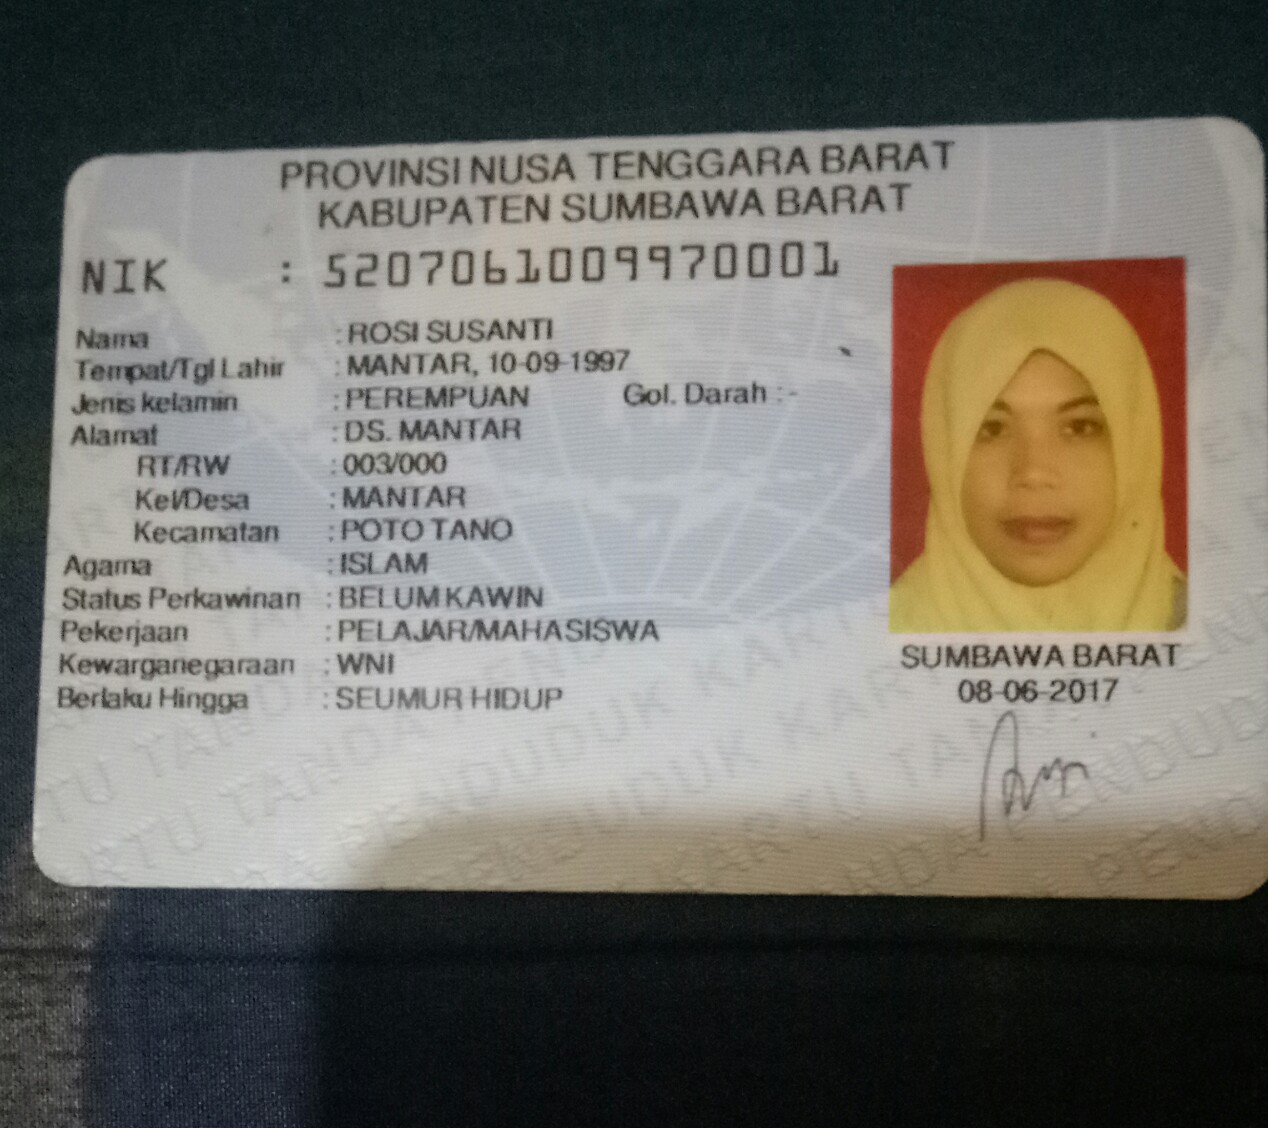 PROVINSI NUSA TENGGARA BARAT
KABUPATEN SUMBAWA BARAT
NIK : 5207061009970001
Nama : ROSI SUSANTI
Tempat/Tgl Lahir : MANTAR, 10-09-1997
Jenis kelamin : PEREMPUAN Gol. Darah : -
Alamat : DS. MANTAR
RT/RW : 003/000
Kel/Desa : MANTAR
Kecamatan : POTO TANO
Agama : ISLAM
Status Perkawinan : BELUM KAWIN
Pekerjaan : PELAJAR/MAHASISWA
Kewarganegaraan : WNI
Berlaku Hingga : SEUMUR HIDUP
SUMBAWA BARAT
08-06-2017